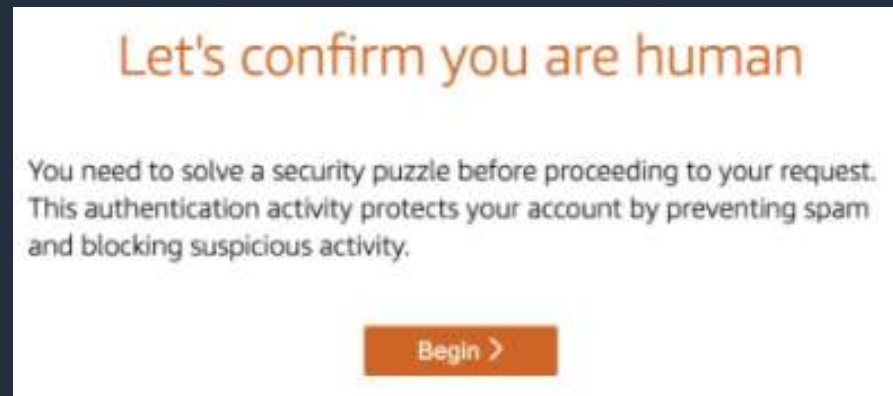 Let's confirm you are human
You need to solve a security puzzle before proceeding to your request.
This authentication activity protects your account by preventing spam
and blocking suspicious activity.
Begin >